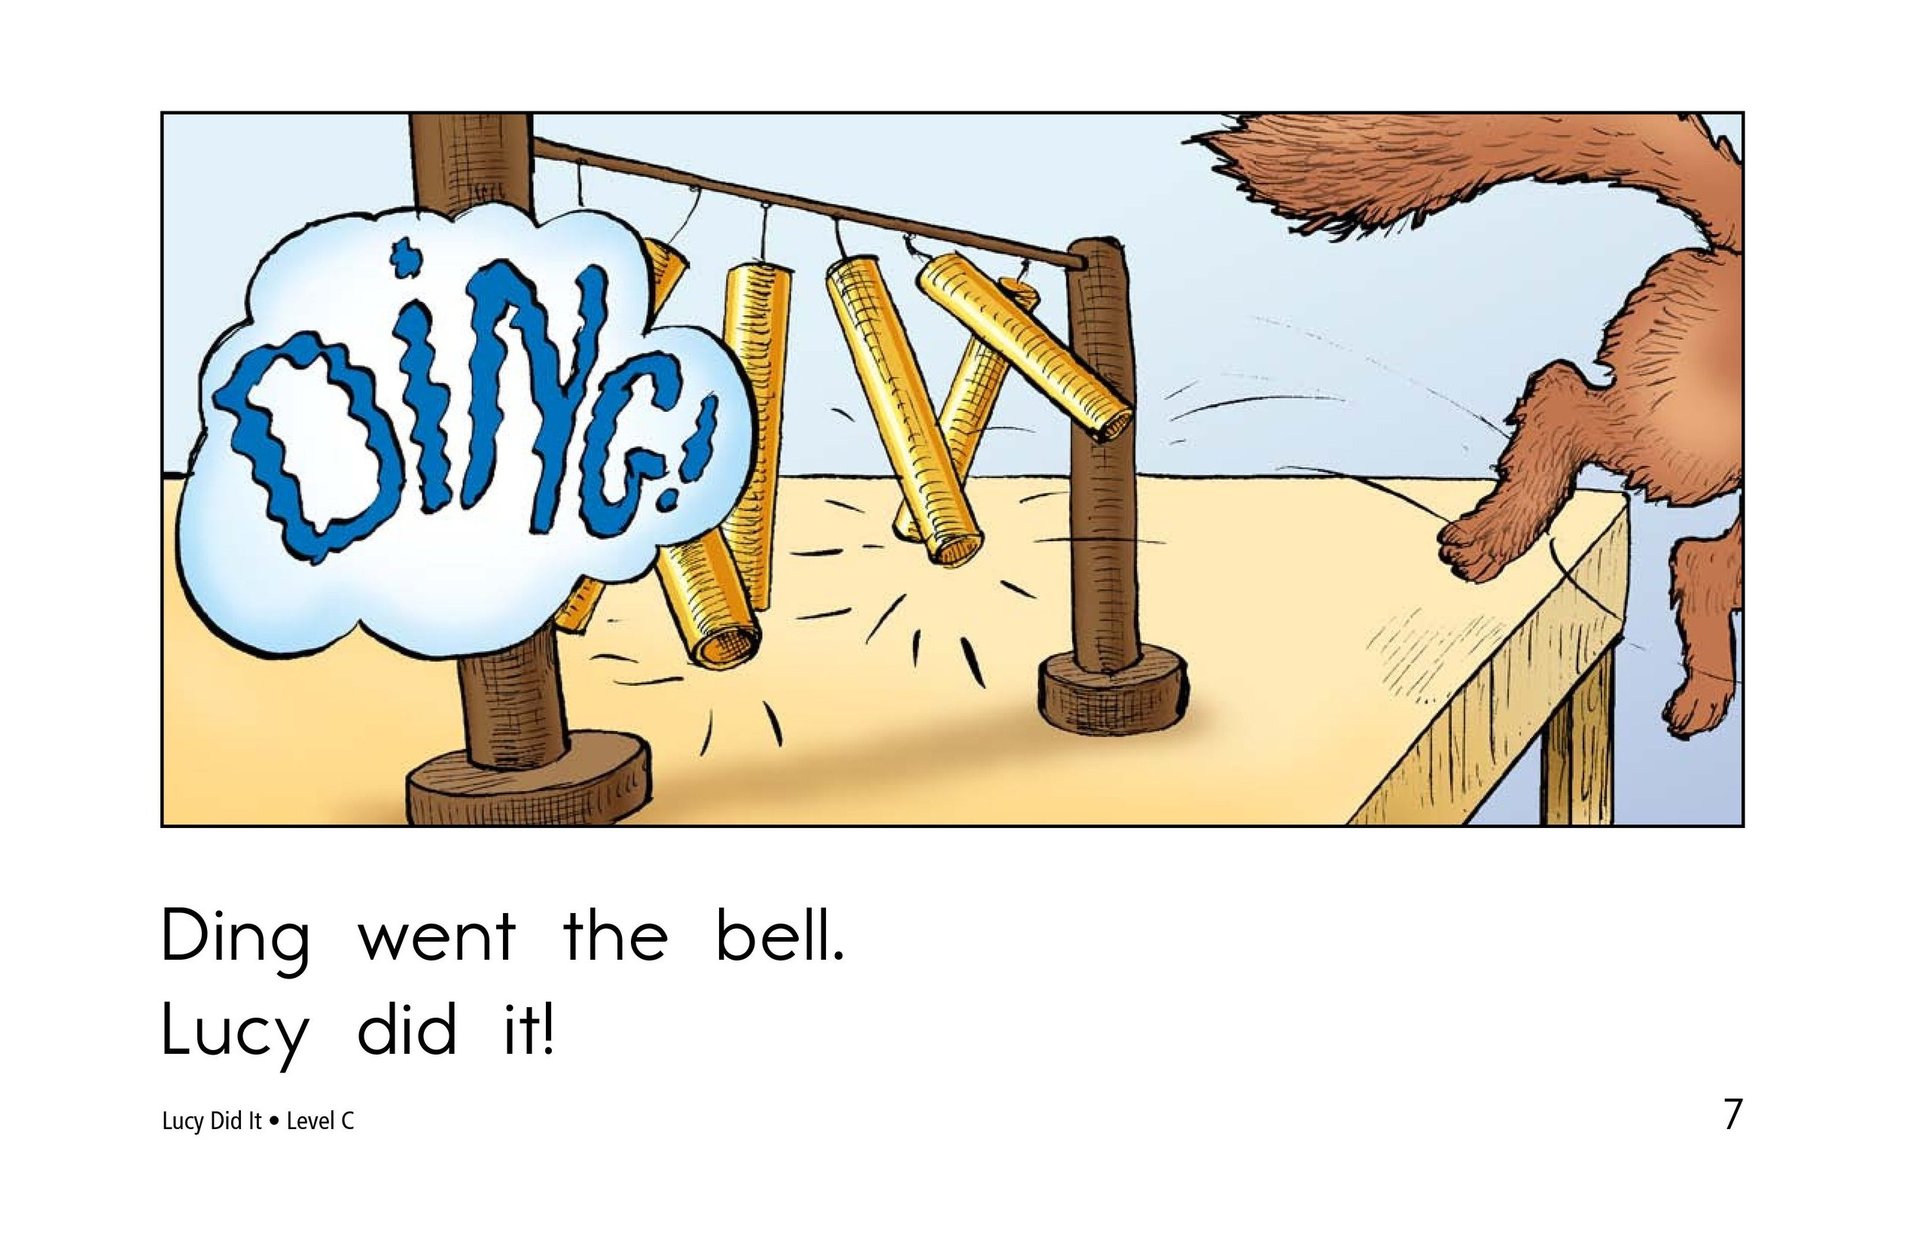 DiNG!
Ding went the bell.
Lucy did it!
Lucy Did It • Level C
7